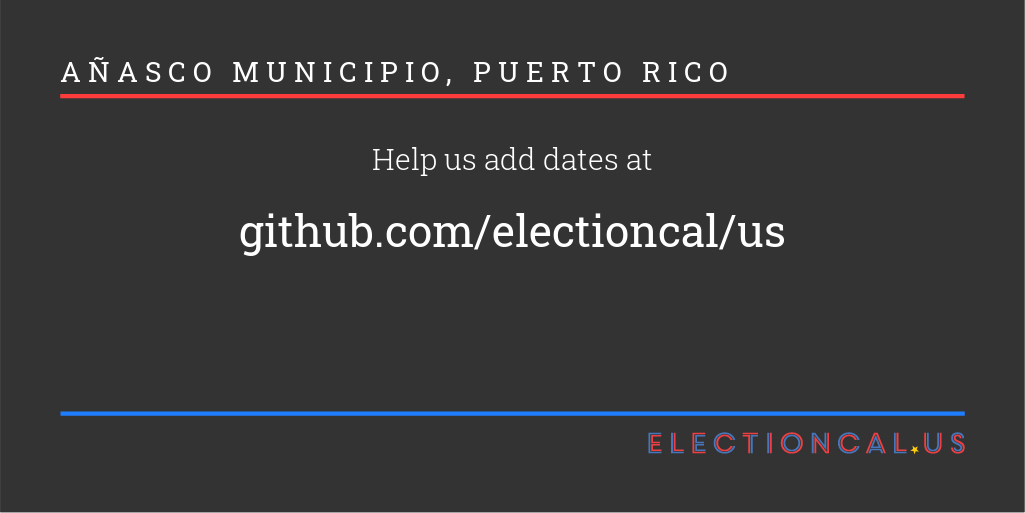 AÑASCO MUNICIPIO, PUERTO RICO
Help us add dates at
github.com/electioncal/us
ELECTIONCAL.US